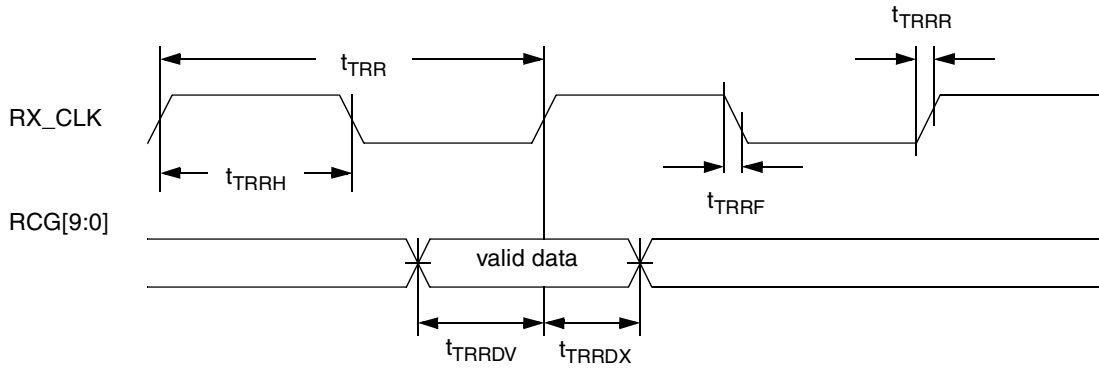 tTRRR
tTRR
RX_CLK
tTRRH
tTRRF
RCG[9:0]
valid data
tTRRDV
tTRRDX